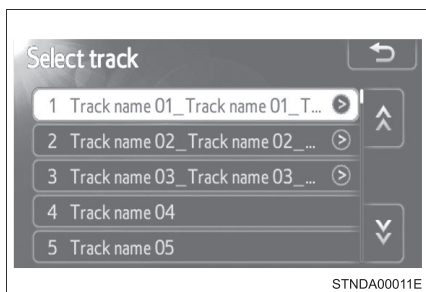 Select track
1 Track name 01_Track name 01_T...
2 Track name 02_Track name 02_...
3 Track name 03_Track name 03_...
4 Track name 04
5 Track name 05
STNDA00011E